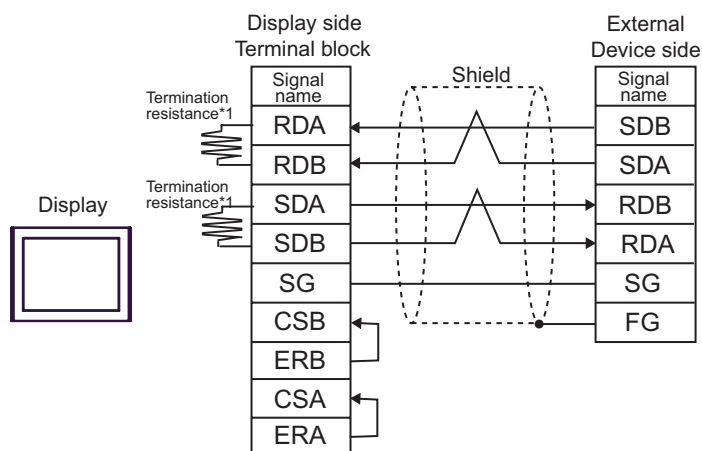 Display side
Terminal block
External
Device side
Shield
Signal
name
Signal
name
Termination
resistance*1
RDA
SDB
RDB
SDA
Termination
resistance*1
Display
SDA
RDB
SDB
RDA
SG
SG
CSB
FG
ERB
CSA
ERA